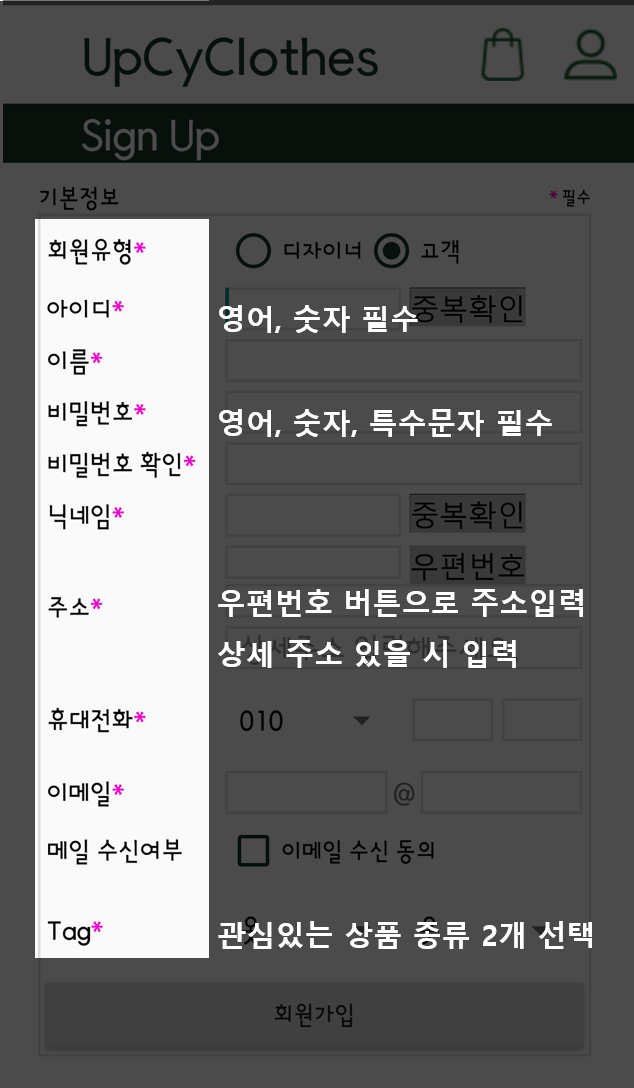 UpCyClothes
Sign Up
기본정보 * 필수
회원유형* 디자이너 고객
아이디* 중복확인
영어, 숫자 필수
이름*
비밀번호*
영어, 숫자, 특수문자 필수
비밀번호 확인*
닉네임* 중복확인
우편번호
주소*
우편번호 버튼으로 주소입력
상세 주소 있을 시 입력
휴대전화* 010
이메일* @
메일 수신여부 이메일 수신 동의
Tag* 관심있는 상품 종류 2개 선택
회원가입